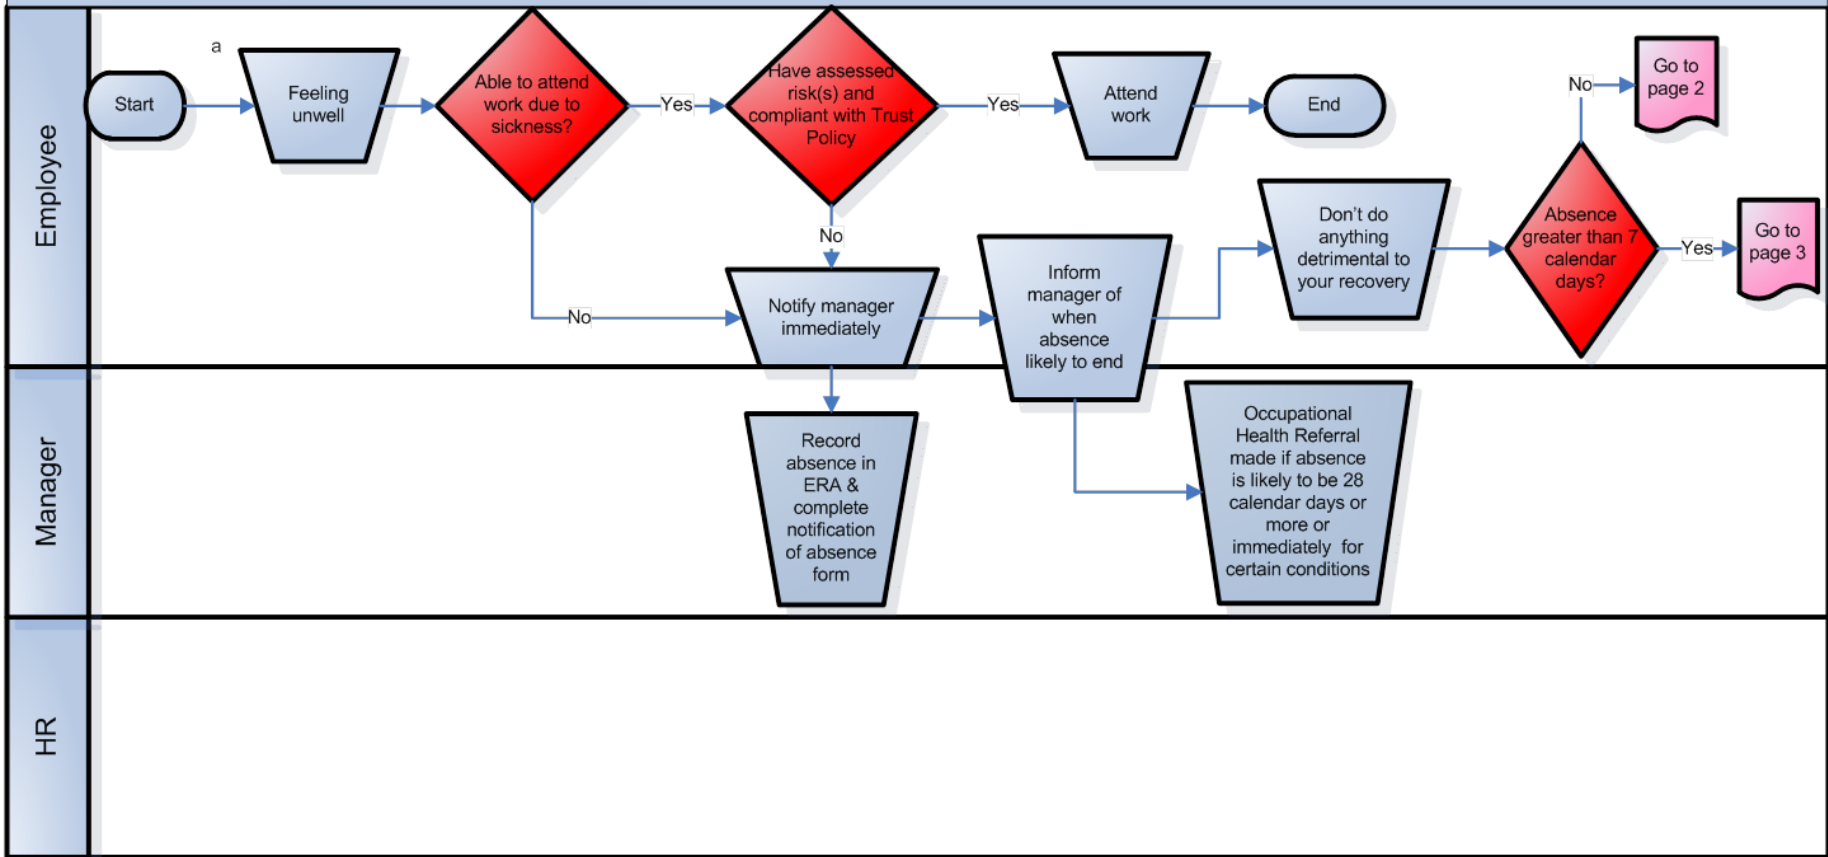 Employee
Start
a
Feeling
unwell
Able to attend
work due to
sickness?
Yes
Have assessed
risk(s) and
compliant with Trust
Policy
Yes
Attend
work
End
No
No
Notify manager
immediately
Inform
manager of
when
absence
likely to end
Don't do
anything
detrimental to
your recovery
Absence
greater than 7
calendar
days?
No
Go to
page 2
Yes
Go to
page 3
Manager
Record
absence in
ERA &
complete
notification
of absence
form
Occupational
Health Referral
made if absence
is likely to be 28
calendar days or
more or
immediately for
certain conditions
HR